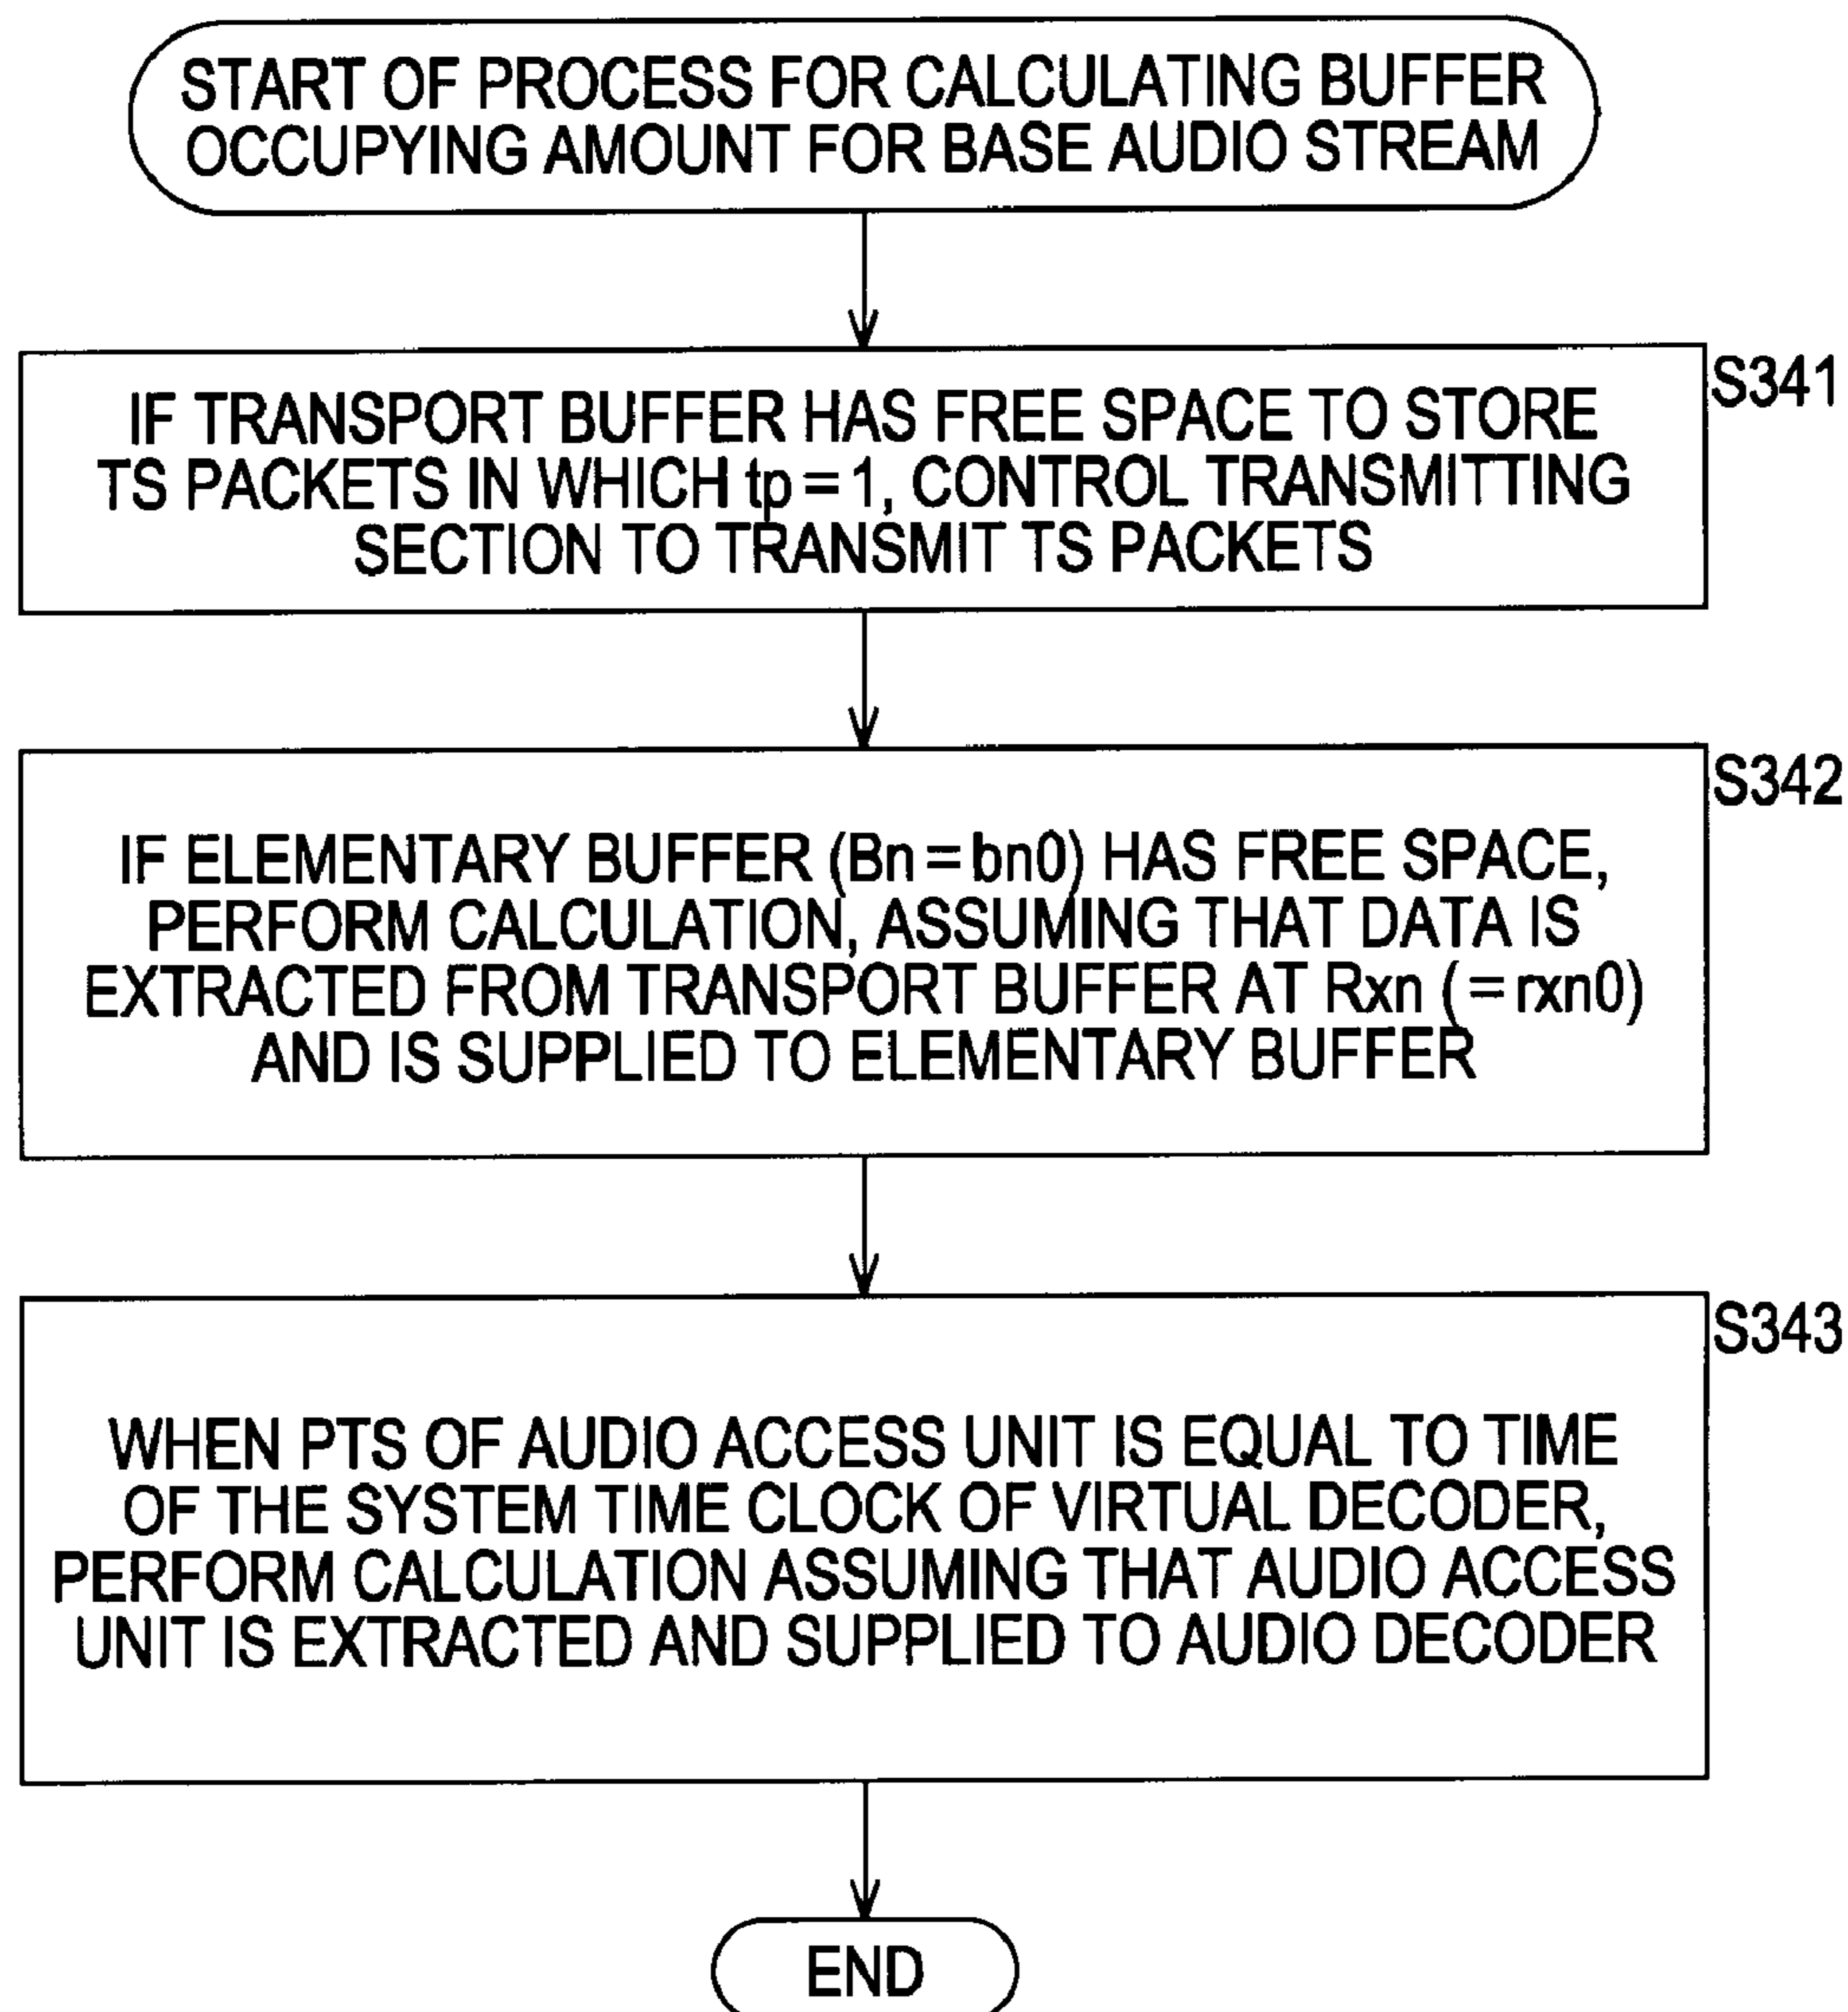 START OF PROCESS FOR CALCULATING BUFFER
OCCUPYING AMOUNT FOR BASE AUDIO STREAM
S341
IF TRANSPORT BUFFER HAS FREE SPACE TO STORE
TS PACKETS IN WHICH tp = 1, CONTROL TRANSMITTING
SECTION TO TRANSMIT TS PACKETS
S342
IF ELEMENTARY BUFFER (Bn = bn0) HAS FREE SPACE,
PERFORM CALCULATION, ASSUMING THAT DATA IS
EXTRACTED FROM TRANSPORT BUFFER AT Rxn ( = rxn0)
AND IS SUPPLIED TO ELEMENTARY BUFFER
S343
WHEN PTS OF AUDIO ACCESS UNIT IS EQUAL TO TIME
OF THE SYSTEM TIME CLOCK OF VIRTUAL DECODER,
PERFORM CALCULATION ASSUMING THAT AUDIO ACCESS
UNIT IS EXTRACTED AND SUPPLIED TO AUDIO DECODER
END